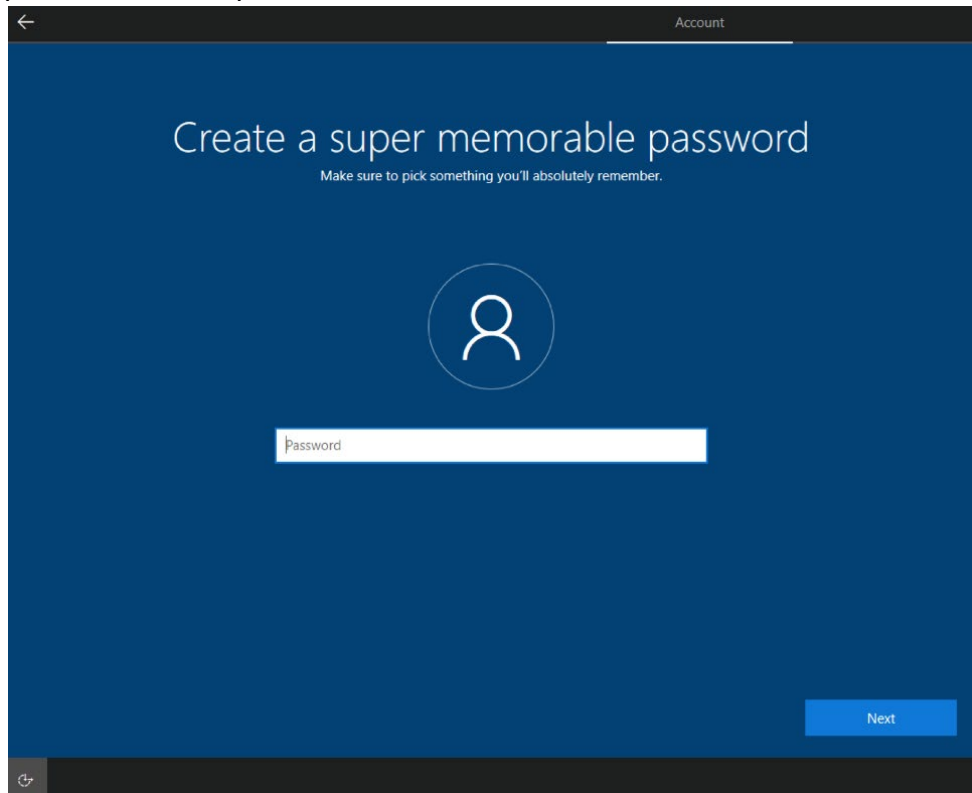 Account
Create a super memorable password
Make sure to pick something you'll absolutely remember.
Password
Next